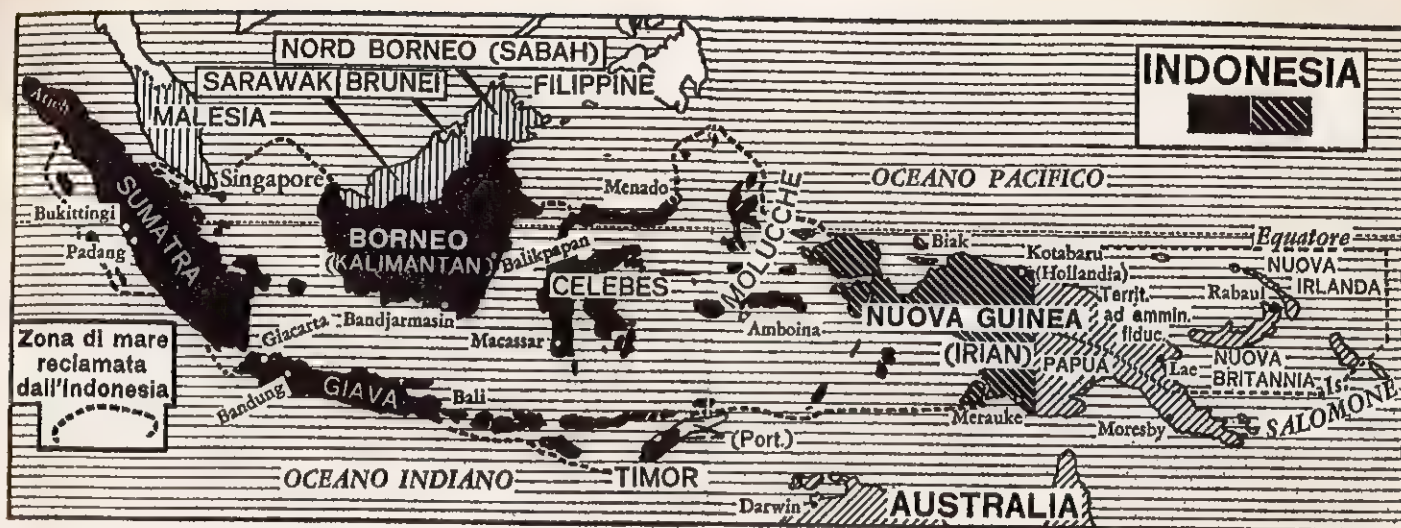 NORD BORNEO (SABAH)
SARAWAK BRUNEI
FILIPPINE
INDONESIA
Atjeh
MALESIA
Singapore
SUMATRA
Bukittingi
Padang
BORNEO
(KALIMANTAN)
Balikpapan
Bandjarmasin
Menado
CELEBES
Macassar
MOLUCCHE
Amboina
OCEANO PACIFICO
Equatore
Biak
Kotabaru
(Hollandia)
Territ.
ad ammin.
fiduc.
NUOVA
IRLANDA
Rabaul
NUOVA GUINEA
(IRIAN)
PAPUA
Lae
NUOVA
BRITANNIA
Is.
SALOMONE
Merauke
Moresby
Zona di mare
reclamata
dall'Indonesia
Giacarta
Bandung
GIAVA
Bali
(Port.)
TIMOR
OCEANO INDIANO
Darwin
AUSTRALIA